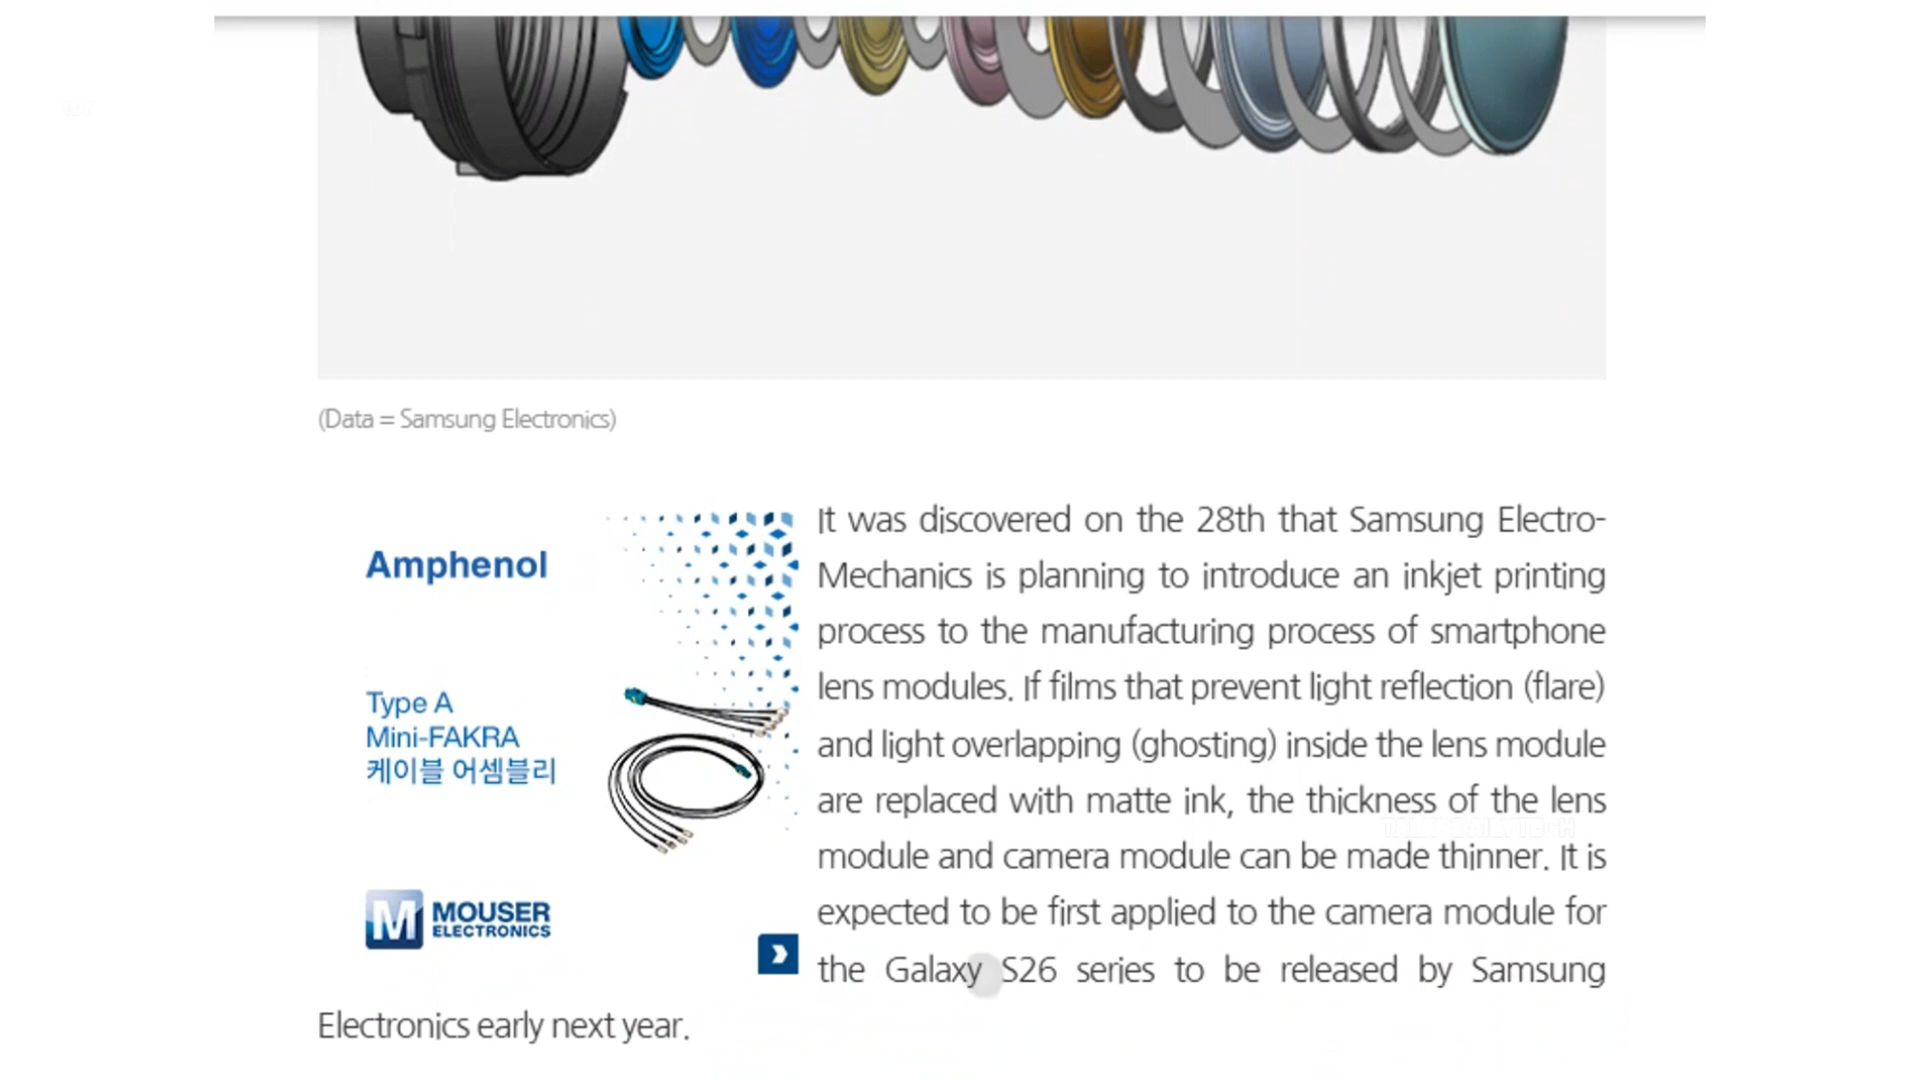 (Data = Samsung Electronics)
Amphenol
Type A
Mini-FAKRA
케이블 어셈블리
M MOUSER
ELECTRONICS
It was discovered on the 28th that Samsung Electro-
Mechanics is planning to introduce an inkjet printing
process to the manufacturing process of smartphone
lens modules. If films that prevent light reflection (flare)
and light overlapping (ghosting) inside the lens module
are replaced with matte ink, the thickness of the lens
module and camera module can be made thinner. It is
expected to be first applied to the camera module for
the Galaxy S26 series to be released by Samsung
Electronics early next year.